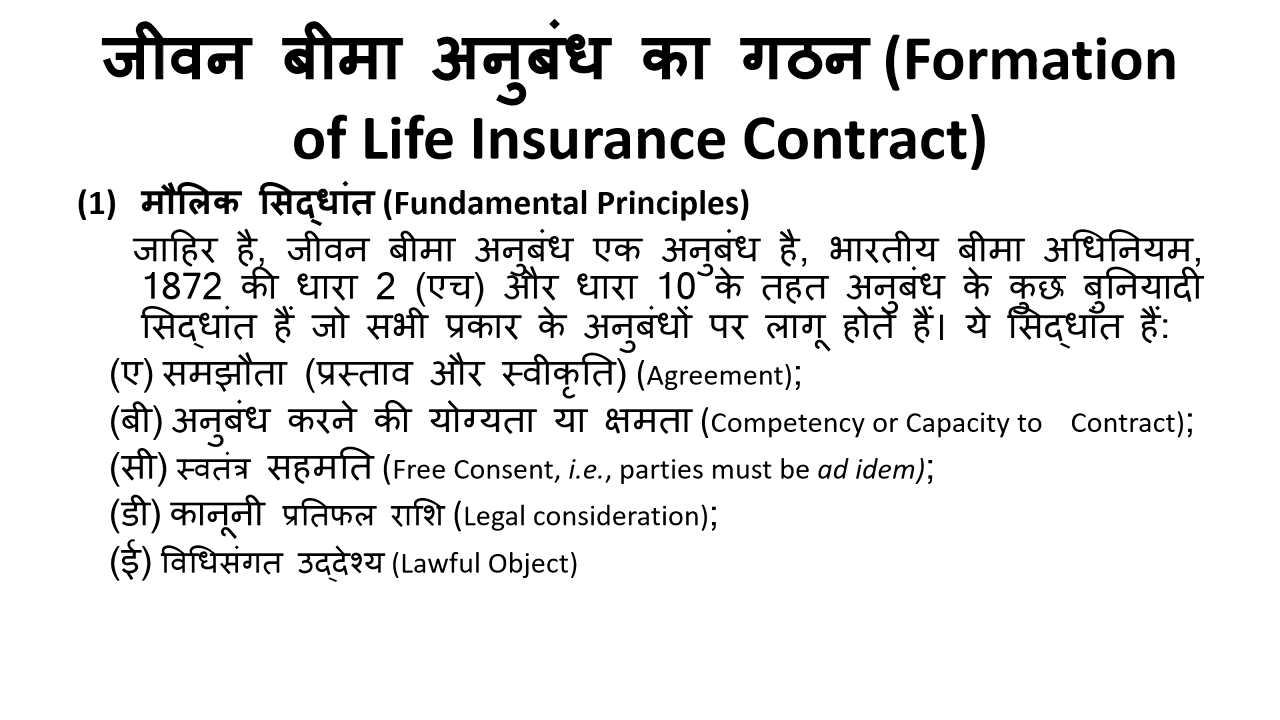 जीवन बीमा अनुबंध का गठन (Formation
of Life Insurance Contract)
(1) मौलिक सिद्धांत (Fundamental Principles)
जाहिर है, जीवन बीमा अनुबंध एक अनुबंध है, भारतीय बीमा अधिनियम,
1872 की धारा 2 (एच) और धारा 10 के तहत अनुबंध के कुछ बुनियादी
सिद्धांत हैं जो सभी प्रकार के अनुबंधों पर लागू होते हैं। ये सिद्धांत हैं:
(ए) समझौता (प्रस्ताव और स्वीकृति) (Agreement);
(बी) अनुबंध करने की योग्यता या क्षमता (Competency or Capacity to Contract);
(सी) स्वतंत्र सहमति (Free Consent, i.e., parties must be ad idem);
(डी) कानूनी प्रतिफल राशि (Legal consideration);
(ई) विधिसंगत उद्देश्य (Lawful Object)